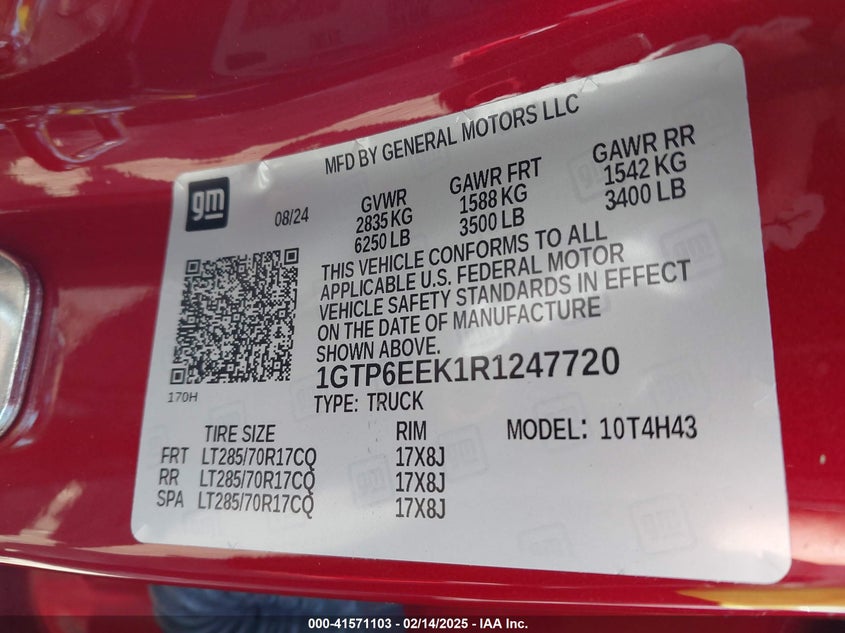 MFD BY GENERAL MOTORS LLC
gm
08/24
GVWR
2835 KG
6250 LB
GAWR FRT
1588 KG
3500 LB
GAWR RR
1542 KG
3400 LB
THIS VEHICLE CONFORMS TO ALL
APPLICABLE U.S. FEDERAL MOTOR
VEHICLE SAFETY STANDARDS IN EFFECT
ON THE DATE OF MANUFACTURE
SHOWN ABOVE.
170H
1GTP6EEK1R1247720
TYPE: TRUCK
MODEL: 10T4H43
TIRE SIZE RIM
FRT LT285/70R17CQ 17X8J
RR LT285/70R17CQ 17X8J
SPA LT285/70R17CQ 17X8J
000-41571103 - 02/14/2025 - IAA Inc.